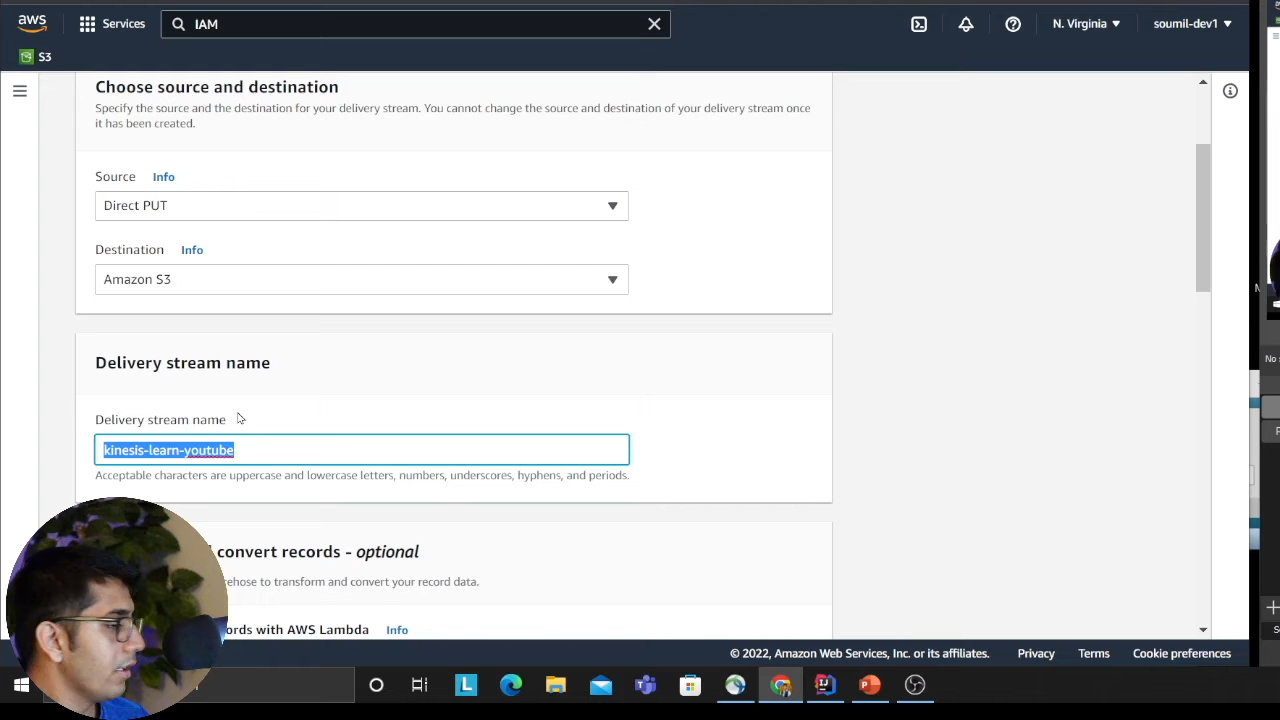 aws
Services
IAM
N. Virginia
soumil-dev1
S3
Choose source and destination
Specify the source and the destination for your delivery stream. You cannot change the source and destination of your delivery stream once
it has been created.
Source Info
Direct PUT
Destination Info
Amazon S3
Delivery stream name
Delivery stream name
kinesis-learn-youtube
Acceptable characters are uppercase and lowercase letters, numbers, underscores, hyphens, and periods.
convert records - optional
rehose to transform and convert your record data.
ords with AWS Lambda Info
© 2022, Amazon Web Services, Inc. or its affiliates.
Privacy
Terms
Cookie preferences
No s